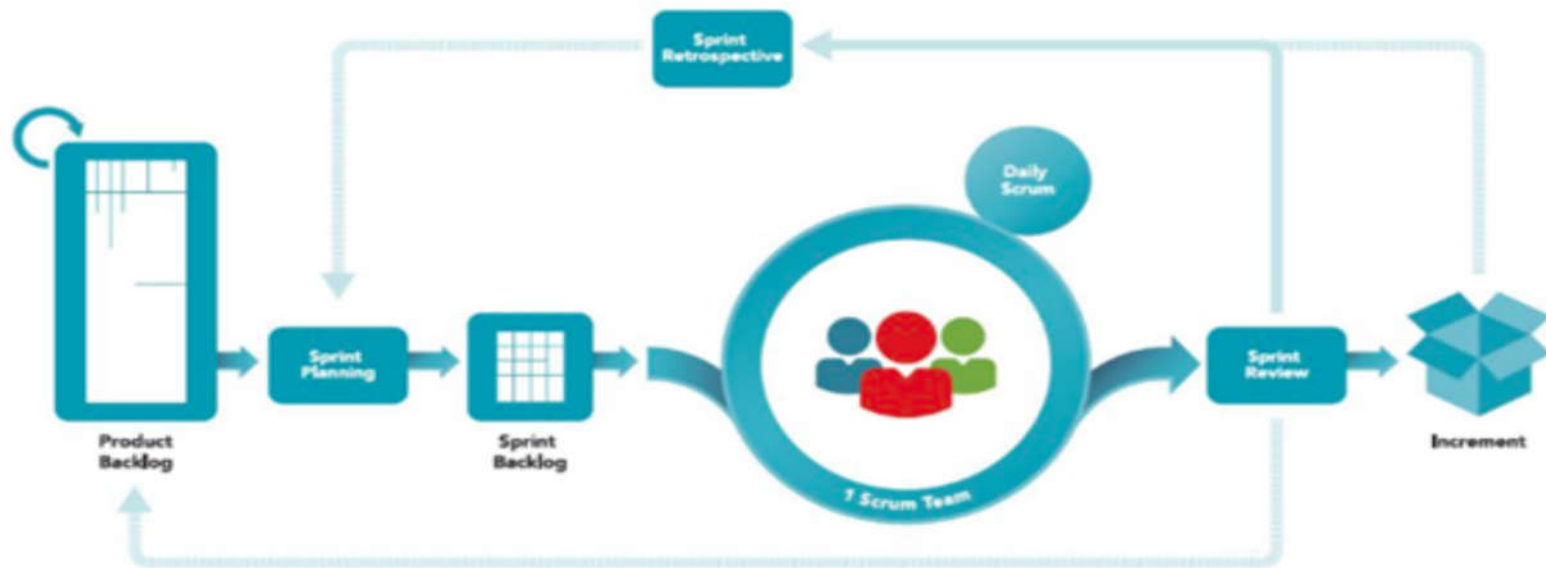 Sprint
Retrospective
Daily
Scrum
Sprint
Planning
Sprint
Review
Product
Backlog
Sprint
Backlog
1 Scrum Team
Increment